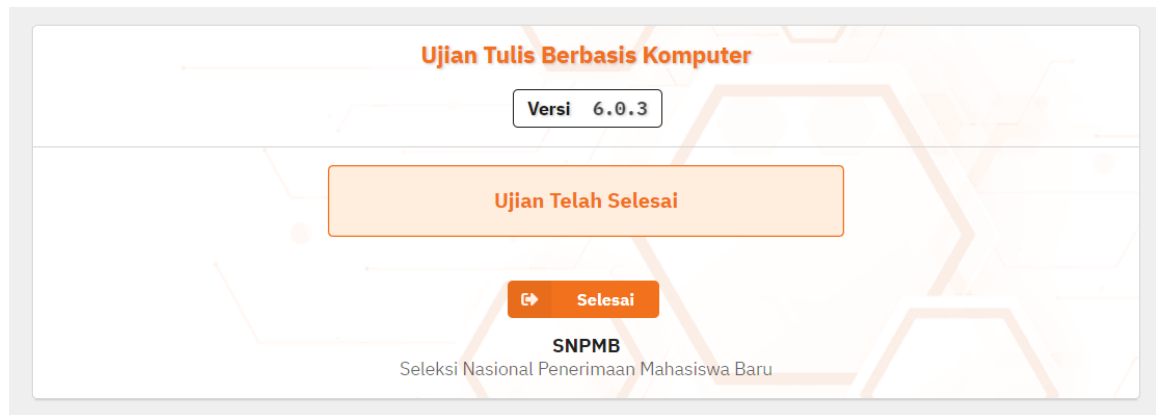 Ujian Tulis Berbasis Komputer
Versi 6.0.3
Ujian Telah Selesai
Selesai
SNPMB
Seleksi Nasional Penerimaan Mahasiswa Baru